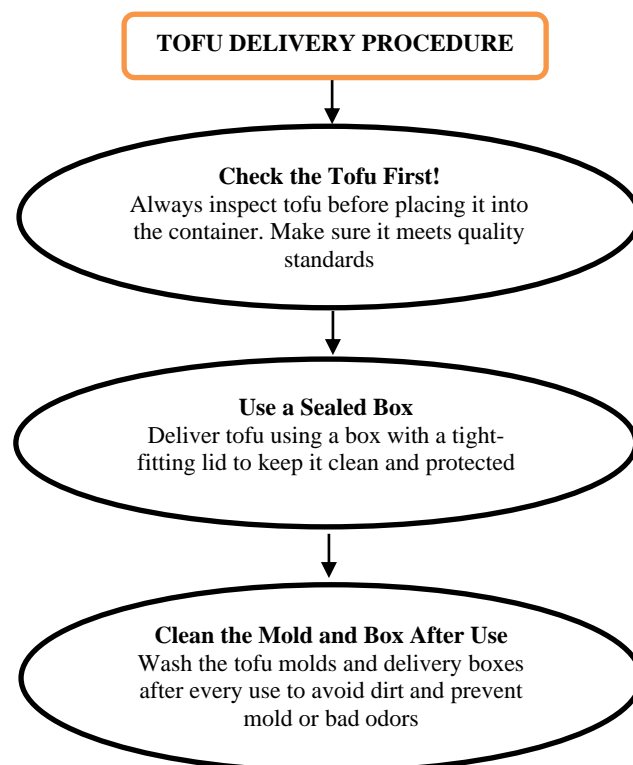 TOFU DELIVERY PROCEDURE
Check the Tofu First!
Always inspect tofu before placing it into
the container. Make sure it meets quality
standards
Use a Sealed Box
Deliver tofu using a box with a tight-
fitting lid to keep it clean and protected
Clean the Mold and Box After Use
Wash the tofu molds and delivery boxes
after every use to avoid dirt and prevent
mold or bad odors